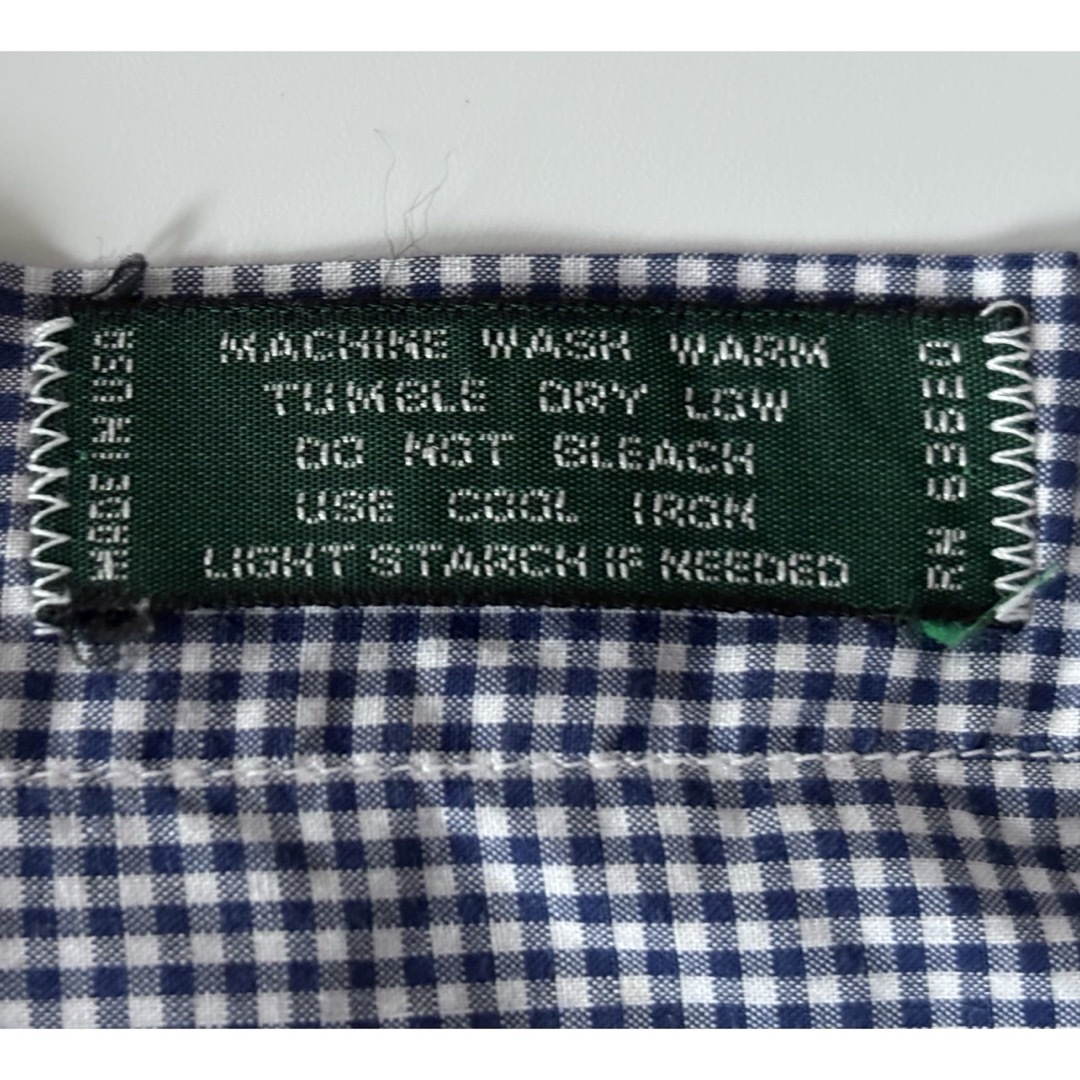 MADE IN USA
MACHINE WASH WARM
TUMBLE DRY LOW
DO NOT BLEACH
USE COOL IRON
LIGHT STARCH IF NEEDED
RN